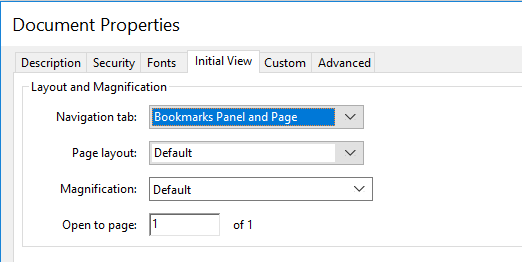 Document Properties
Description Security Fonts Initial View Custom Advanced
Layout and Magnification
Navigation tab: Bookmarks Panel and Page
Page layout: Default
Magnification: Default
Open to page: 1 of 1